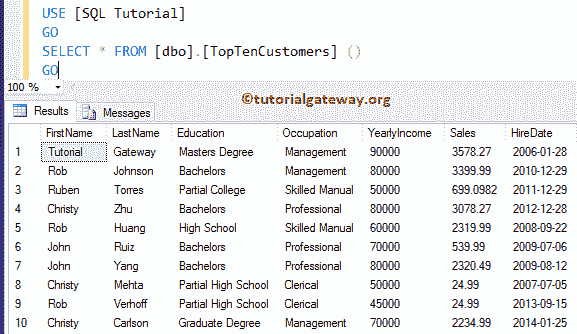 USE [SQL Tutorial]
GO
SELECT * FROM [dbo].[TopTenCustomers] ()
GO
100 %
©tutorialgateway.org
Results Messages
FirstName LastName Education Occupation YearlyIncome Sales HireDate
1 Tutorial Gateway Masters Degree Management 90000 3578.27 2006-01-28
2 Rob Johnson Bachelors Management 80000 3399.99 2010-12-29
3 Ruben Torres Partial College Skilled Manual 50000 699.0982 2011-12-29
4 Christy Zhu Bachelors Professional 80000 3078.27 2012-12-28
5 Rob Huang High School Skilled Manual 60000 2319.99 2008-09-22
6 John Ruiz Bachelors Professional 70000 539.99 2009-07-06
7 John Yang Bachelors Professional 80000 2320.49 2009-08-12
8 Christy Mehta Partial High School Clerical 50000 24.99 2007-07-05
9 Rob Verhoff Partial High School Clerical 45000 24.99 2013-09-15
10 Christy Carlson Graduate Degree Management 70000 2234.99 2014-01-25